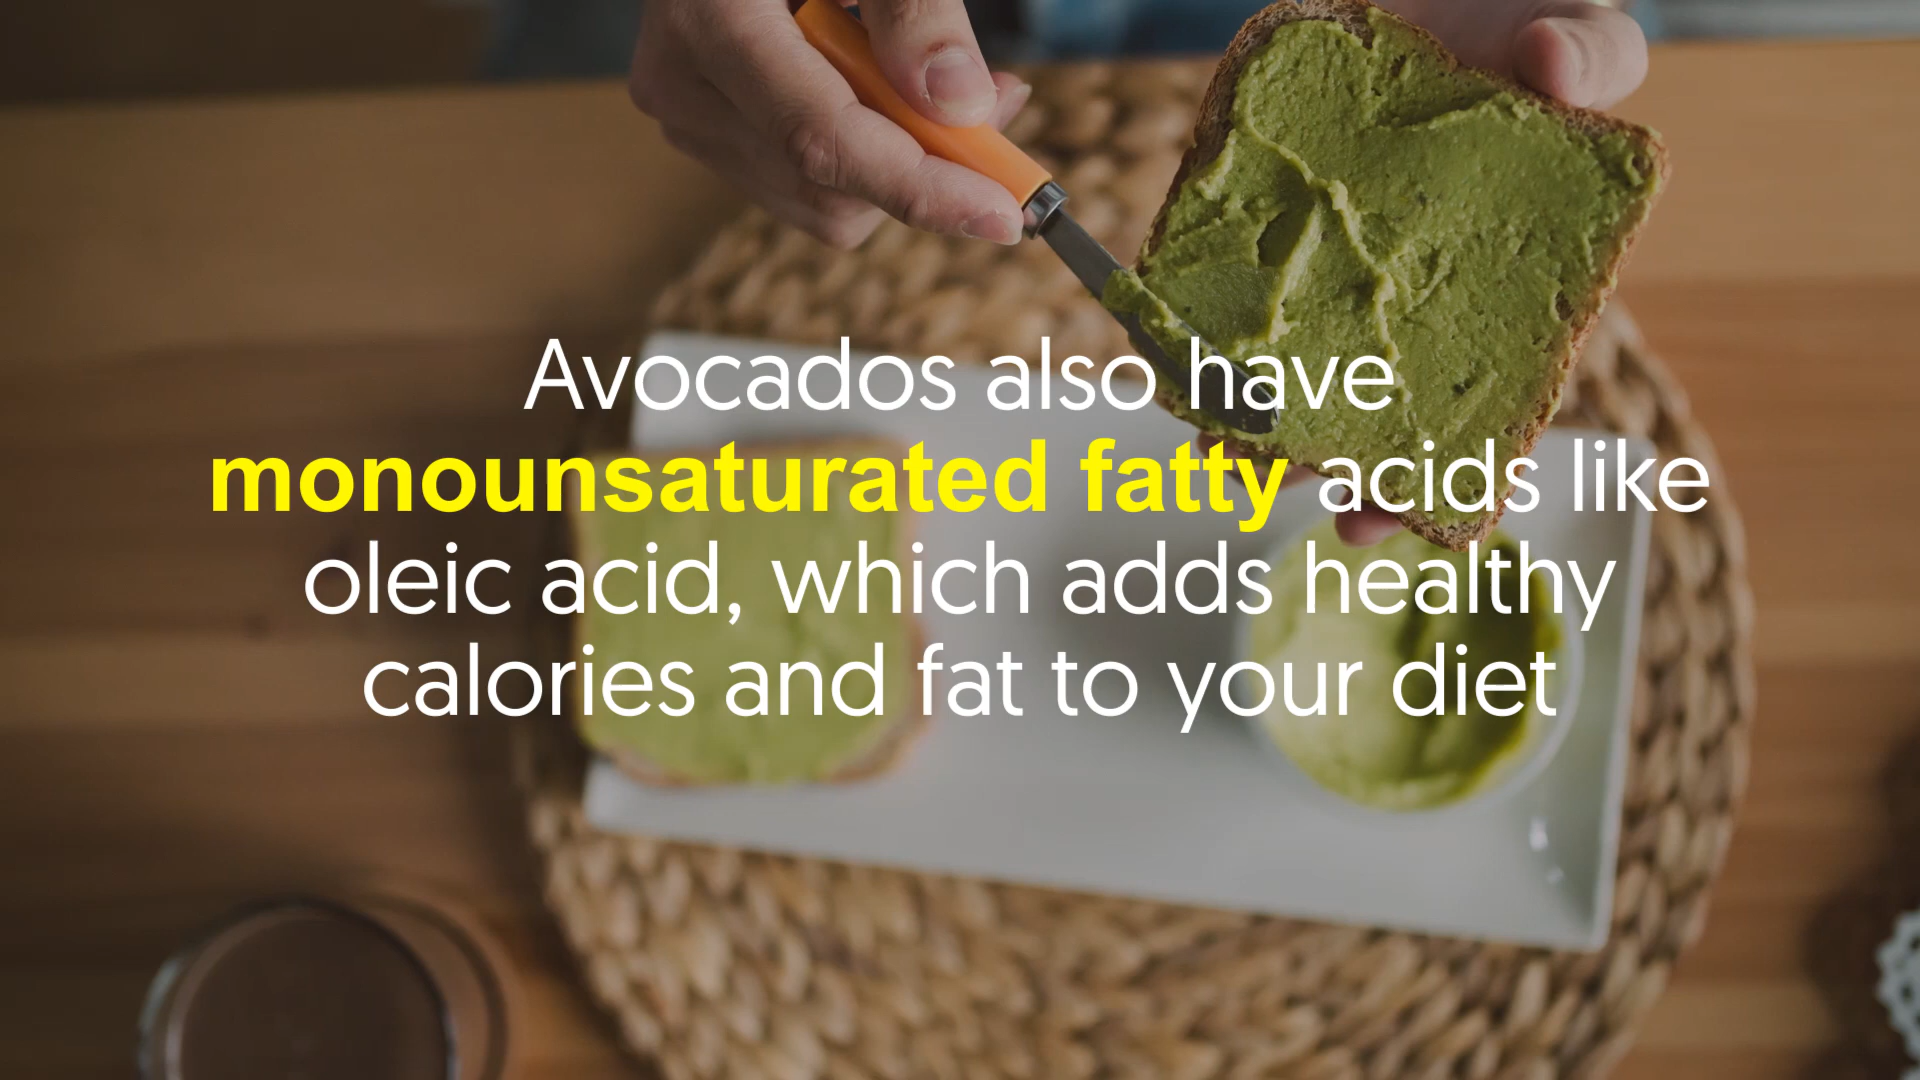 Avocados also have
monounsaturated fatty acids like
oleic acid, which adds healthy
calories and fat to your diet